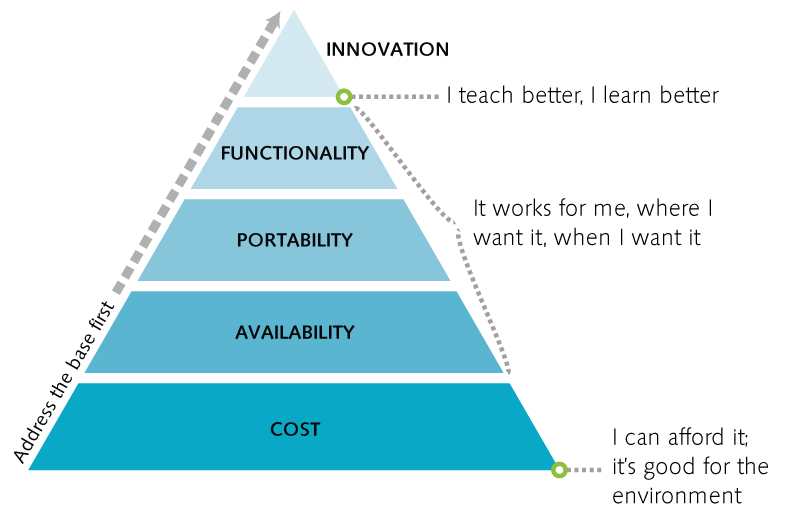 INNOVATION
I teach better, I learn better
FUNCTIONALITY
It works for me, where I
want it, when I want it
PORTABILITY
AVAILABILITY
Address the base first
COST
I can afford it;
it's good for the
environment